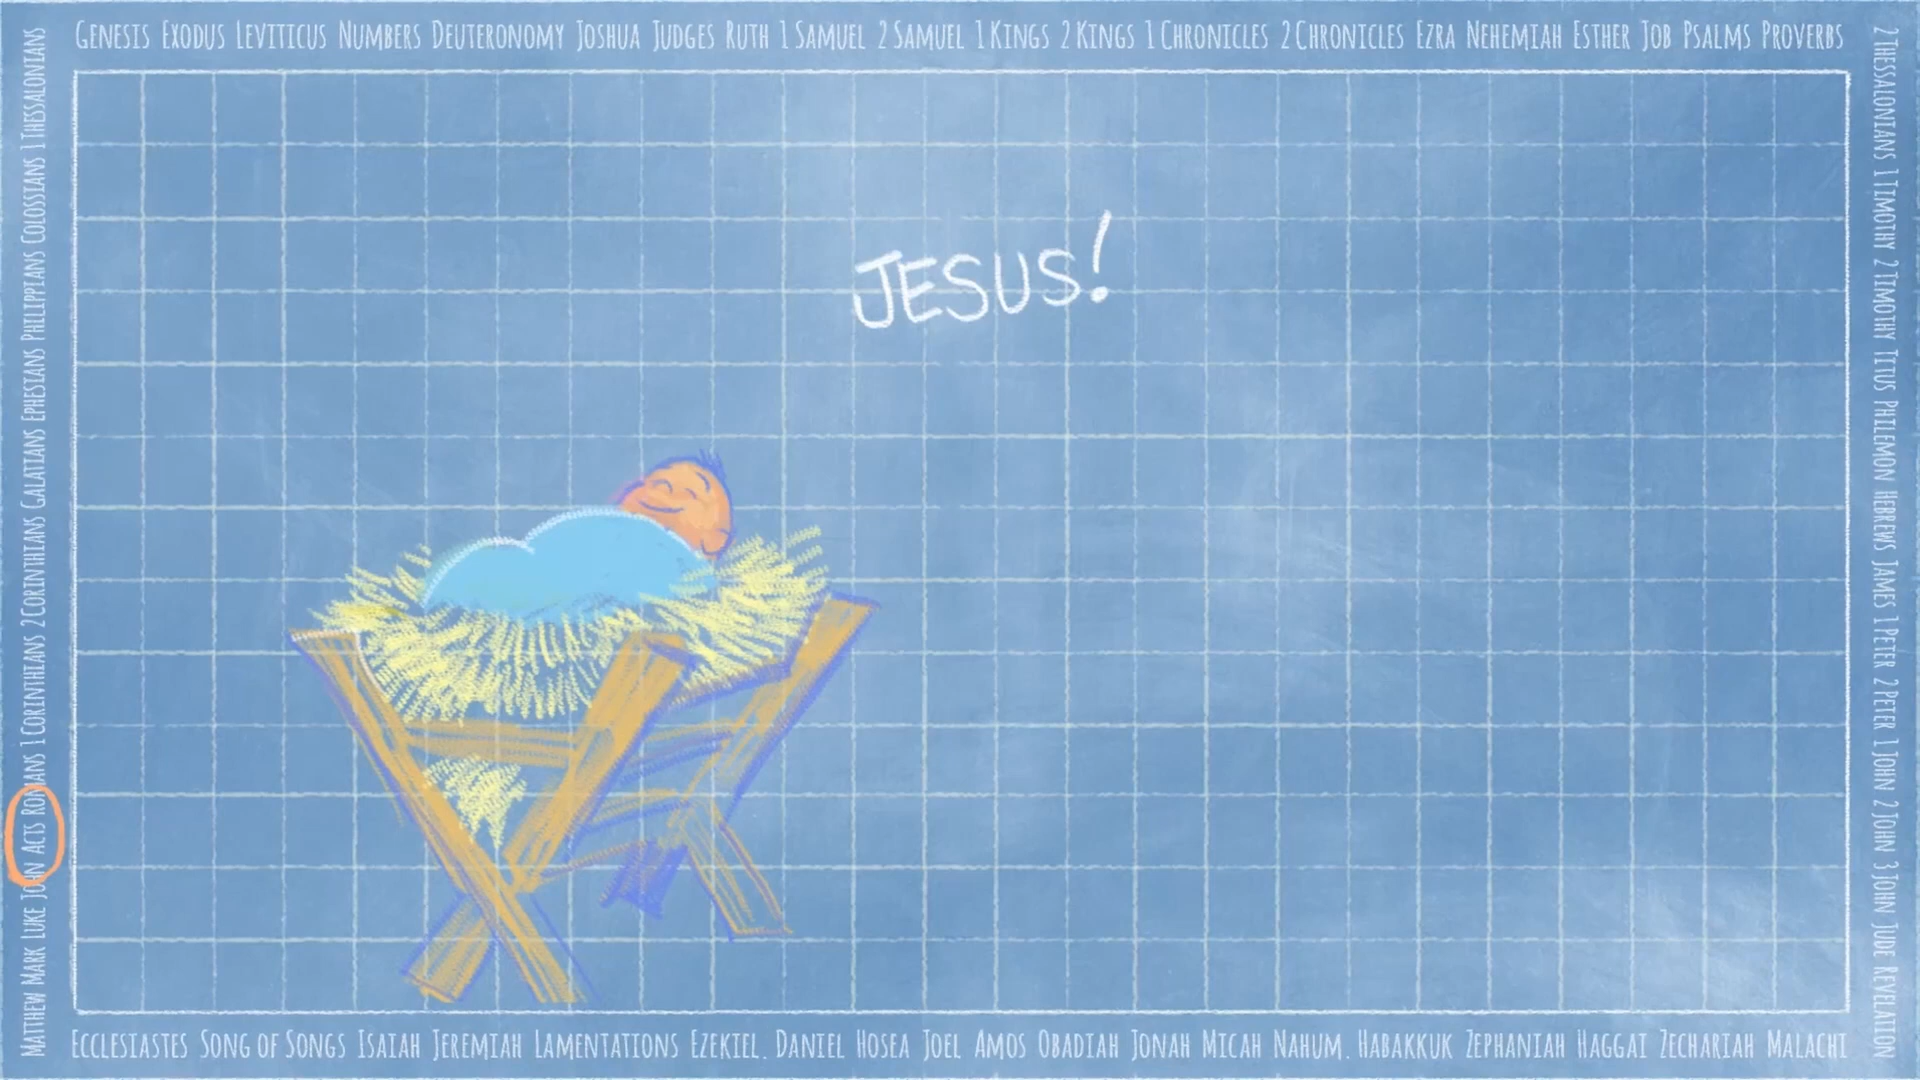 GENESIS EXODUS LEVITICUS NUMBERS DEUTERONOMY JOSHUA JUDGES RUTH 1 SAMUEL 2 SAMUEL 1 KINGS 2 KINGS 1 CHRONICLES 2 CHRONICLES EZRA NEHEMIAH ESTHER JOB PSALMS PROVERBS
JESUS!
ECCLESIASTES SONG OF SONGS ISAIAH JEREMIAH LAMENTATIONS EZEKIEL. DANIEL HOSEA JOEL AMOS OBADIAH JONAH MICAH NAHUM. HABAKKUK ZEPHANIAH HAGGAI ZECHARIAH MALACHI
MATTHEW MARK LUKE JOHN ACTS ROMANS 1 CORINTHIANS 2 CORINTHIANS GALATIANS EPHESIANS PHILIPPIANS COLOSSIANS 1 THESSALONIANS
2 THESSALONIANS 1 TIMOTHY 2 TIMOTHY TITUS PHILEMON HEBREWS JAMES 1 PETER 2 PETER 1 JOHN 2 JOHN 3 JOHN JUDE REVELATION